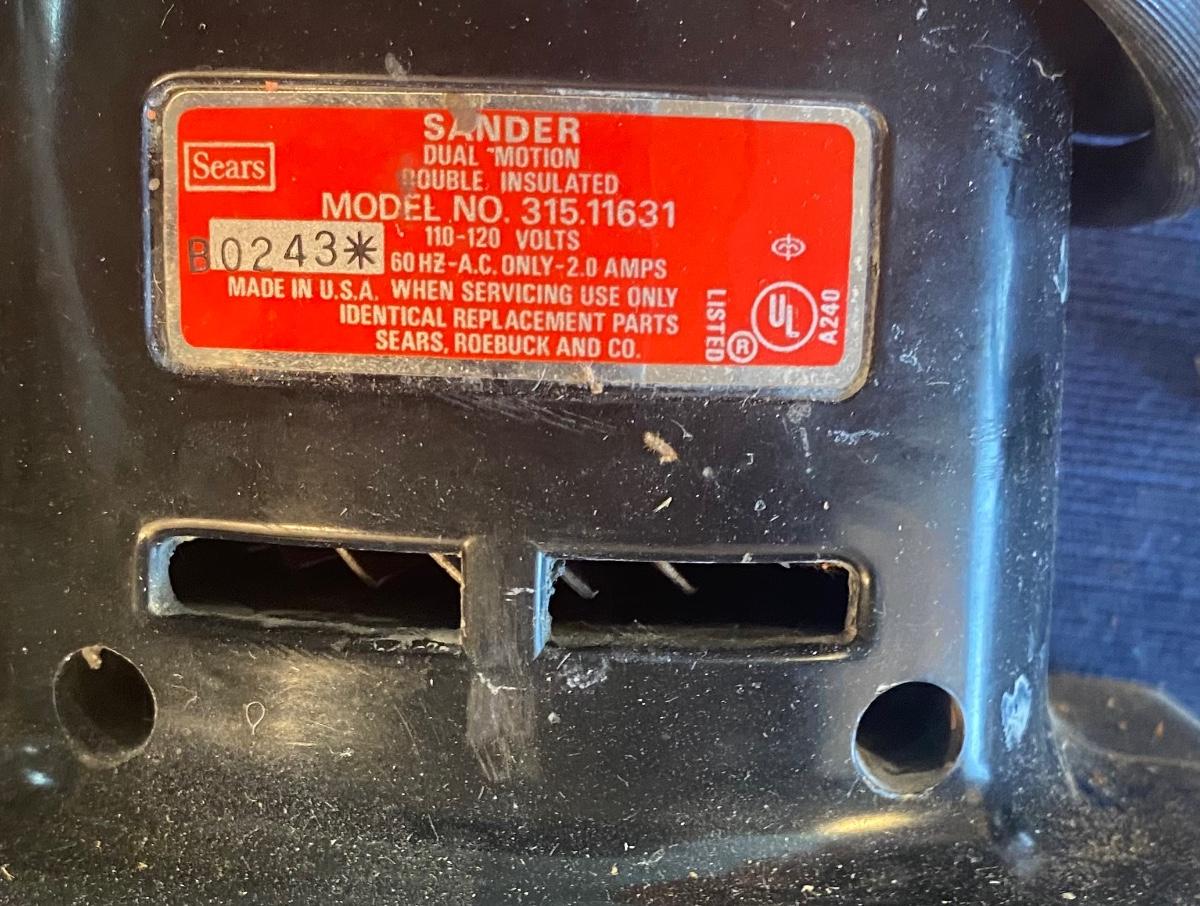 SANDER
Sears
DUAL MOTION
DOUBLE INSULATED
MODEL NO. 315.11631
110-120 VOLTS
B0243*
60 HZ-A.C. ONLY-2.0 AMPS
MADE IN U.S.A. WHEN SERVICING USE ONLY
IDENTICAL REPLACEMENT PARTS
SEARS, ROEBUCK AND CO.
LISTED
®
UL
A240